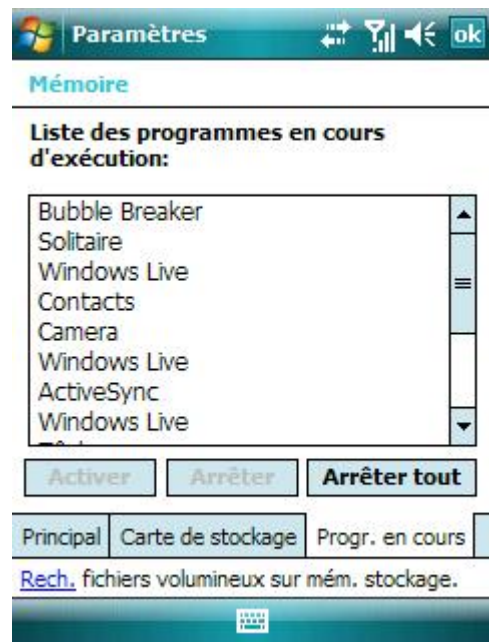 Paramètres
ok
Mémoire
Liste des programmes en cours
d'exécution:
Bubble Breaker
Solitaire
Windows Live
Contacts
Camera
Windows Live
ActiveSync
Windows Live
Activer Arrêter Arrêter tout
Principal Carte de stockage Progr. en cours
Rech. fichiers volumineux sur mém. stockage.